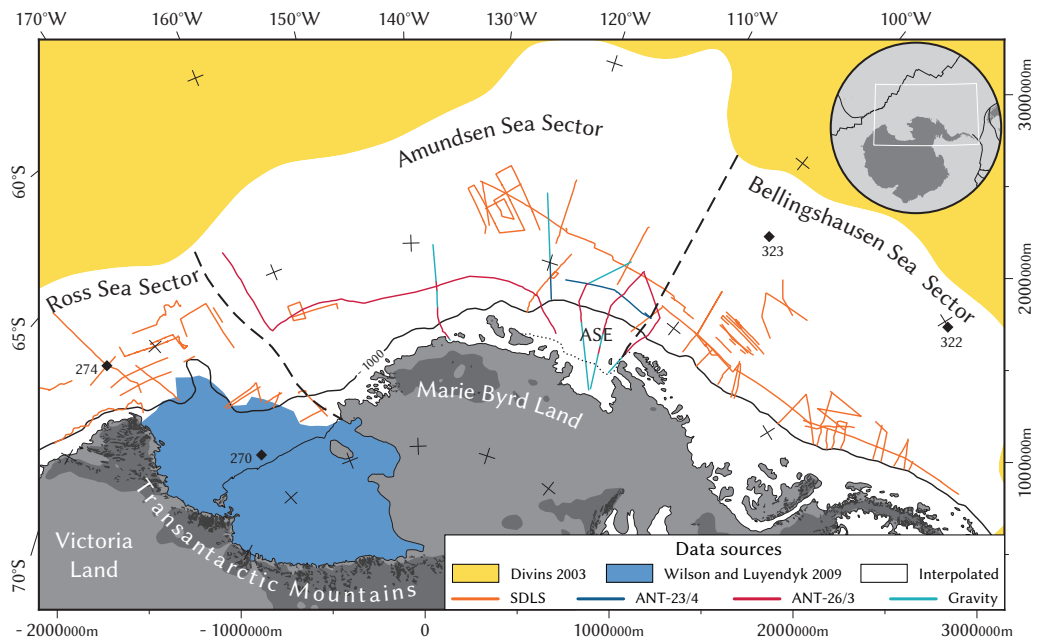 170°W 160°W 150°W 140°W 130°W 120°W 110°W 100°W
3000000m
Amundsen Sea Sector
60°S
Bellingshausen Sea Sector
323
Ross Sea Sector
2000000m
65°S
ASE
322
274
1000
Marie Byrd Land
270
1000000m
Transantarctic Mountains
Victoria
Land
70°S
Data sources
Divins 2003 Wilson and Luyendyk 2009 Interpolated
SDLS ANT-23/4 ANT-26/3 Gravity
- 2000000m - 1000000m 0 1000000m 2000000m 3000000m